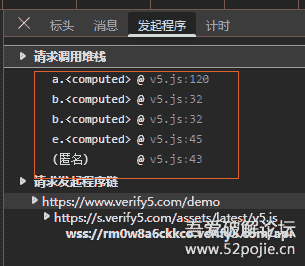 标头
消息
发起程序
计时
请求调用堆栈
a.<computed> @ v5.js:120
b.<computed> @ v5.js:32
b.<computed> @ v5.js:32
e.<computed> @ v5.js:45
(匿名) @ v5.js:43
请求发起程序链
https://www.verify5.com/demo
https://s.verify5.com/assets/latest/v5.js
吾爱破解论坛
www.52pojie.cn